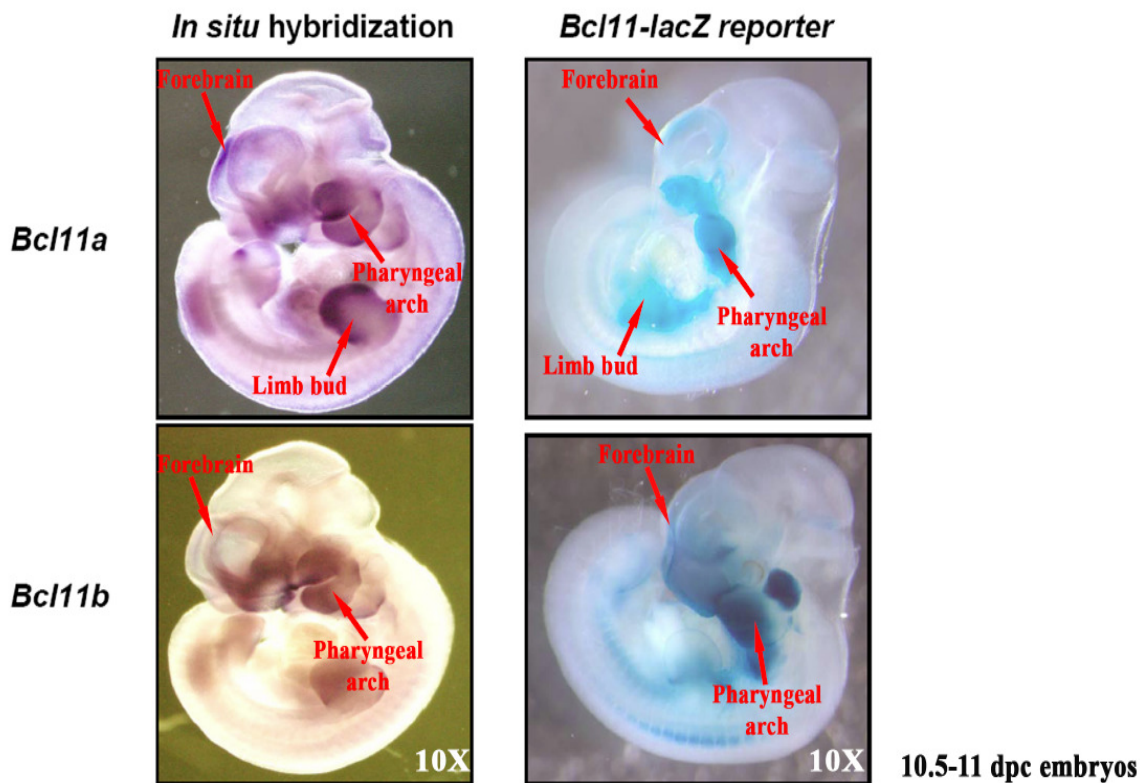 In situ hybridization
Bcl11-lacZ reporter
Bcl11a
Forebrain
Pharyngeal
arch
Limb bud
Forebrain
Pharyngeal
arch
Limb bud
Bcl11b
Forebrain
Pharyngeal
arch
10X
Forebrain
Pharyngeal
arch
10X
10.5-11 dpc embryos